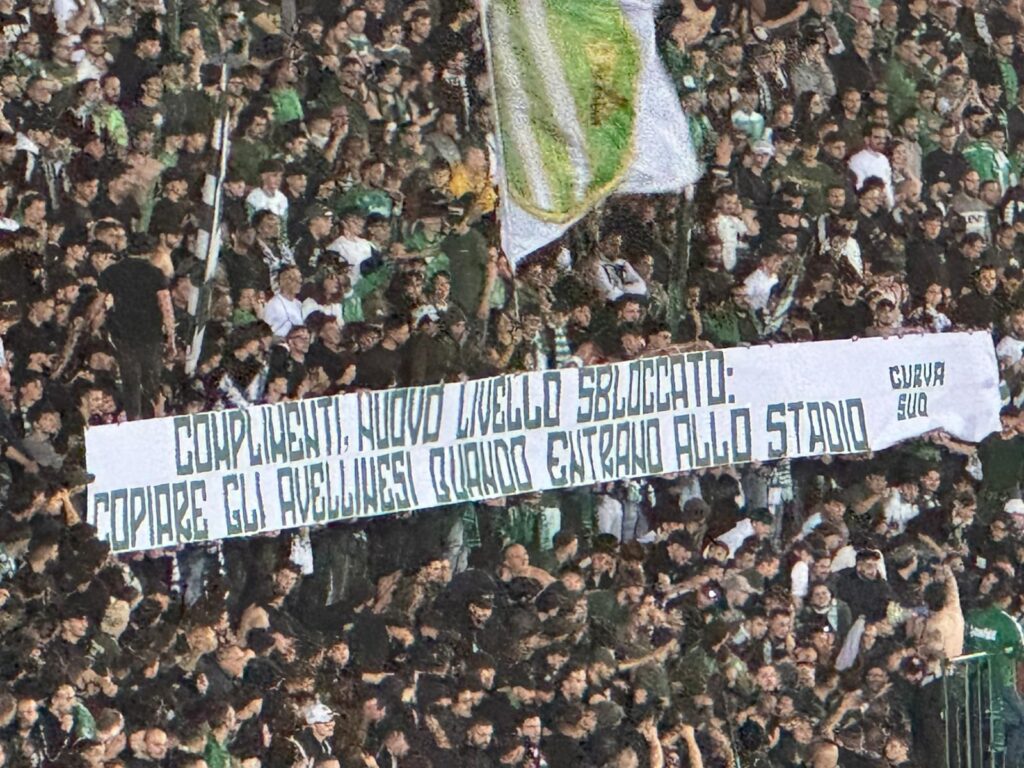 COMPLIMENTI, NUOVO LIVELLO SBLOCCATO:
COPIARE GLI AVELLINESI QUANDO ENTRANO ALLO STADIO
CURVA
SUD